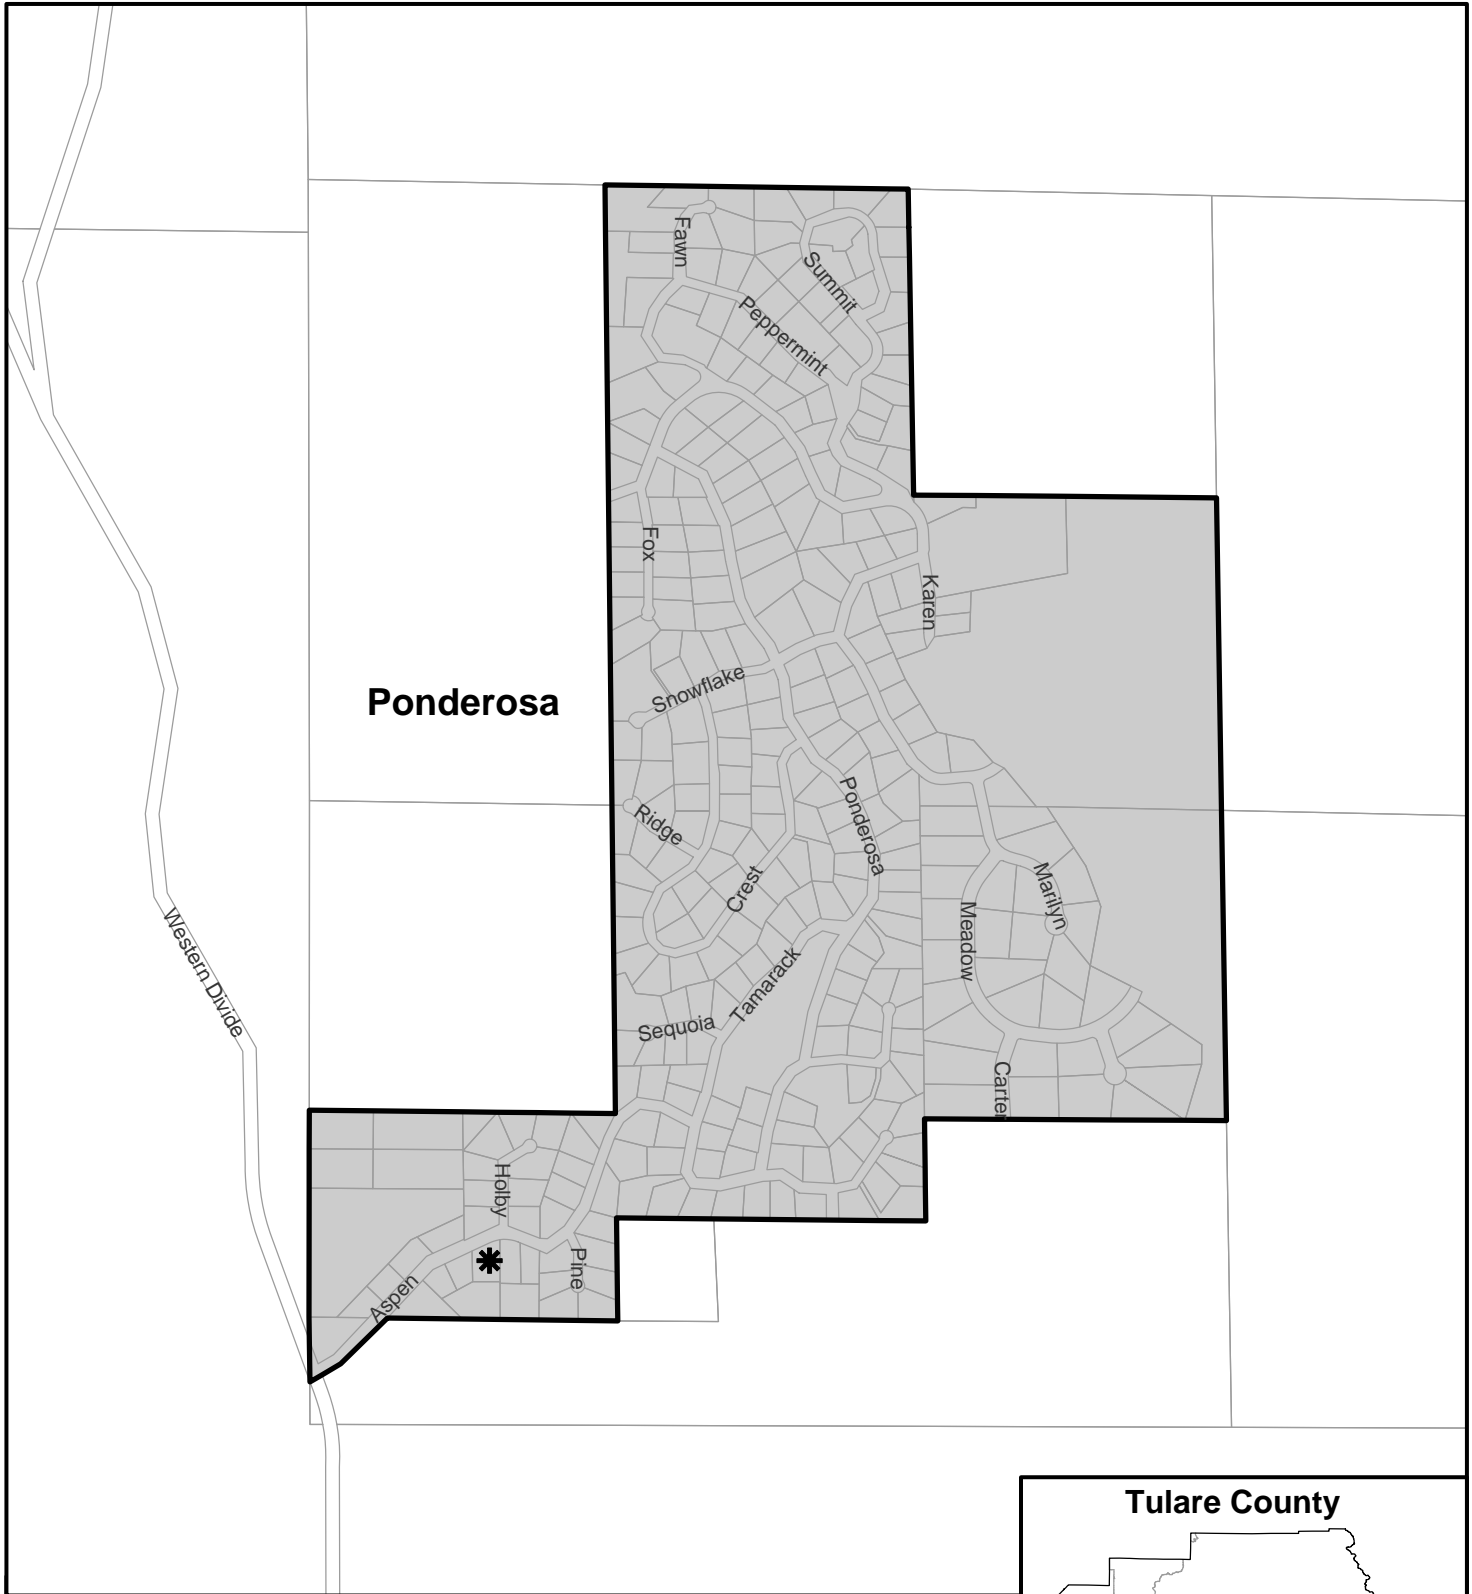 Fawn
Summit
Peppermint
Fox
Karen
Snowflake
Ponderosa
Ponderosa
Ridge
Crest
Marilyn
Meadow
Western Divide
Tamarack
Sequoia
Carter
Holby
Pine
Aspen
Tulare County